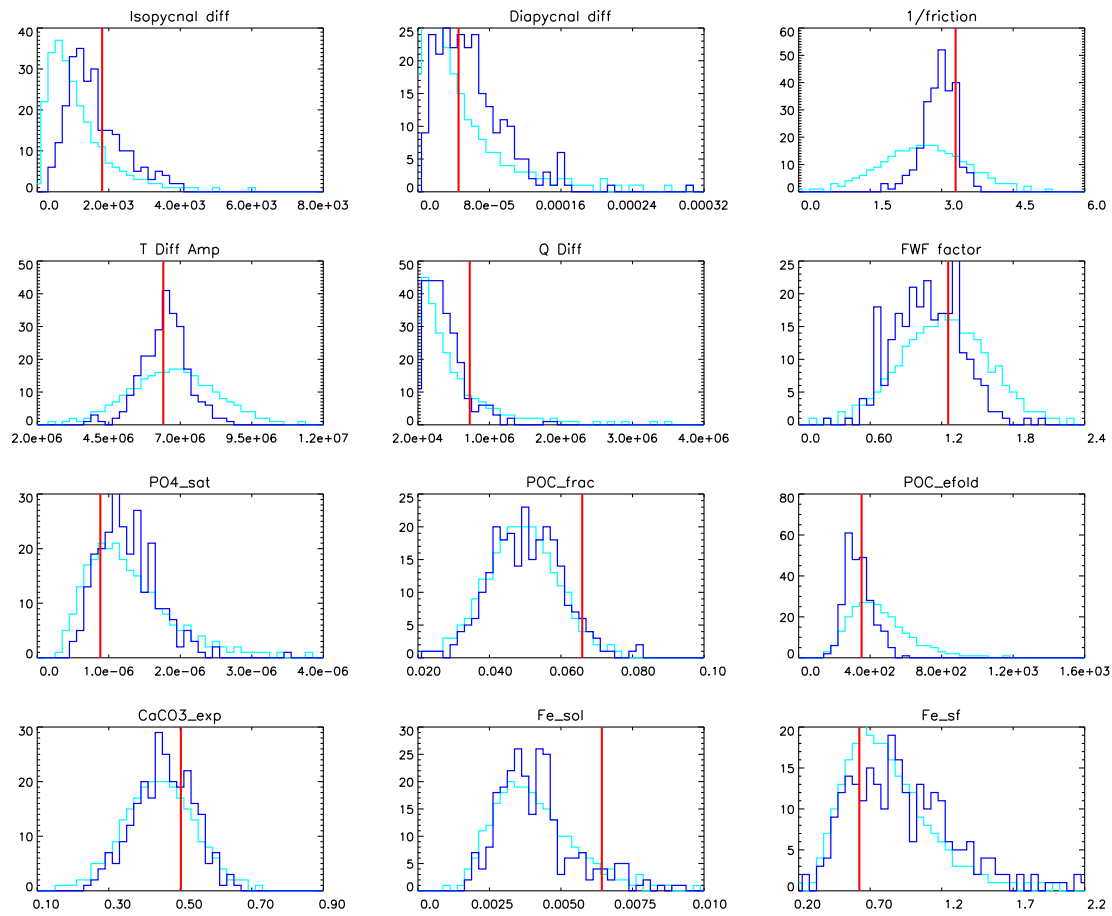 Isopycnal diff
Diapycnal diff
1/friction
40
30
20
10
0
0.0 2.0e+03 4.0e+03 6.0e+03 8.0e+03
25
20
15
10
5
0
0.0 8.0e-05 0.00016 0.00024 0.00032
60
50
40
30
20
10
0
0.0 1.5 3.0 4.5 6.0
T Diff Amp
Q Diff
FWF factor
50
40
30
20
10
0
2.0e+06 4.5e+06 7.0e+06 9.5e+06 1.2e+07
50
40
30
20
10
0
2.0e+04 1.0e+06 2.0e+06 3.0e+06 4.0e+06
25
20
15
10
5
0
0.0 0.60 1.2 1.8 2.4
PO4_sat
POC_frac
POC_efold
30
20
10
0
0.0 1.0e-06 2.0e-06 3.0e-06 4.0e-06
25
20
15
10
5
0
0.020 0.040 0.060 0.080 0.10
80
60
40
20
0
0.0 4.0e+02 8.0e+02 1.2e+03 1.6e+03
CaCO3_exp
Fe_sol
Fe_sf
30
20
10
0
0.10 0.30 0.50 0.70 0.90
30
20
10
0
0.0 0.0025 0.0050 0.0075 0.010
20
15
10
5
0
0.20 0.70 1.2 1.7 2.2